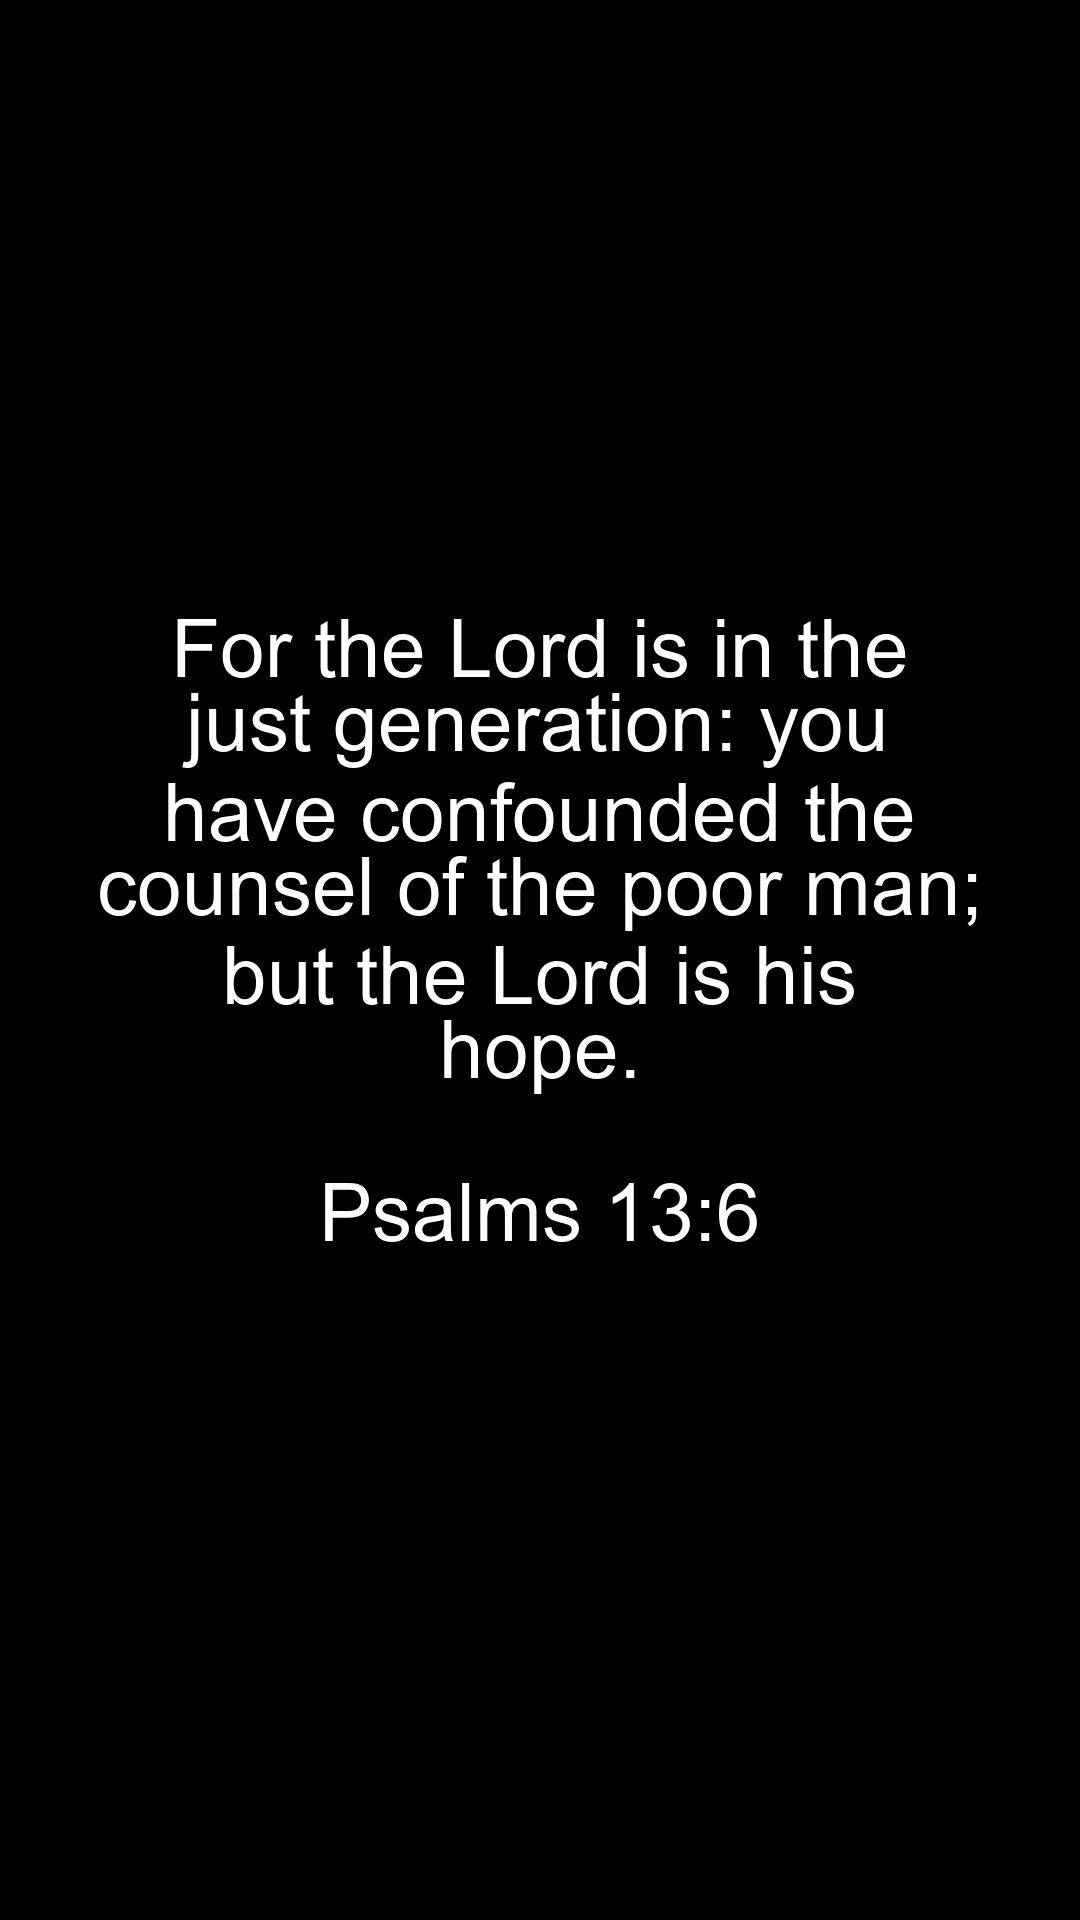 For the Lord is in the
just generation: you
have confounded the
counsel of the poor man;
but the Lord is his
hope.
Psalms 13:6